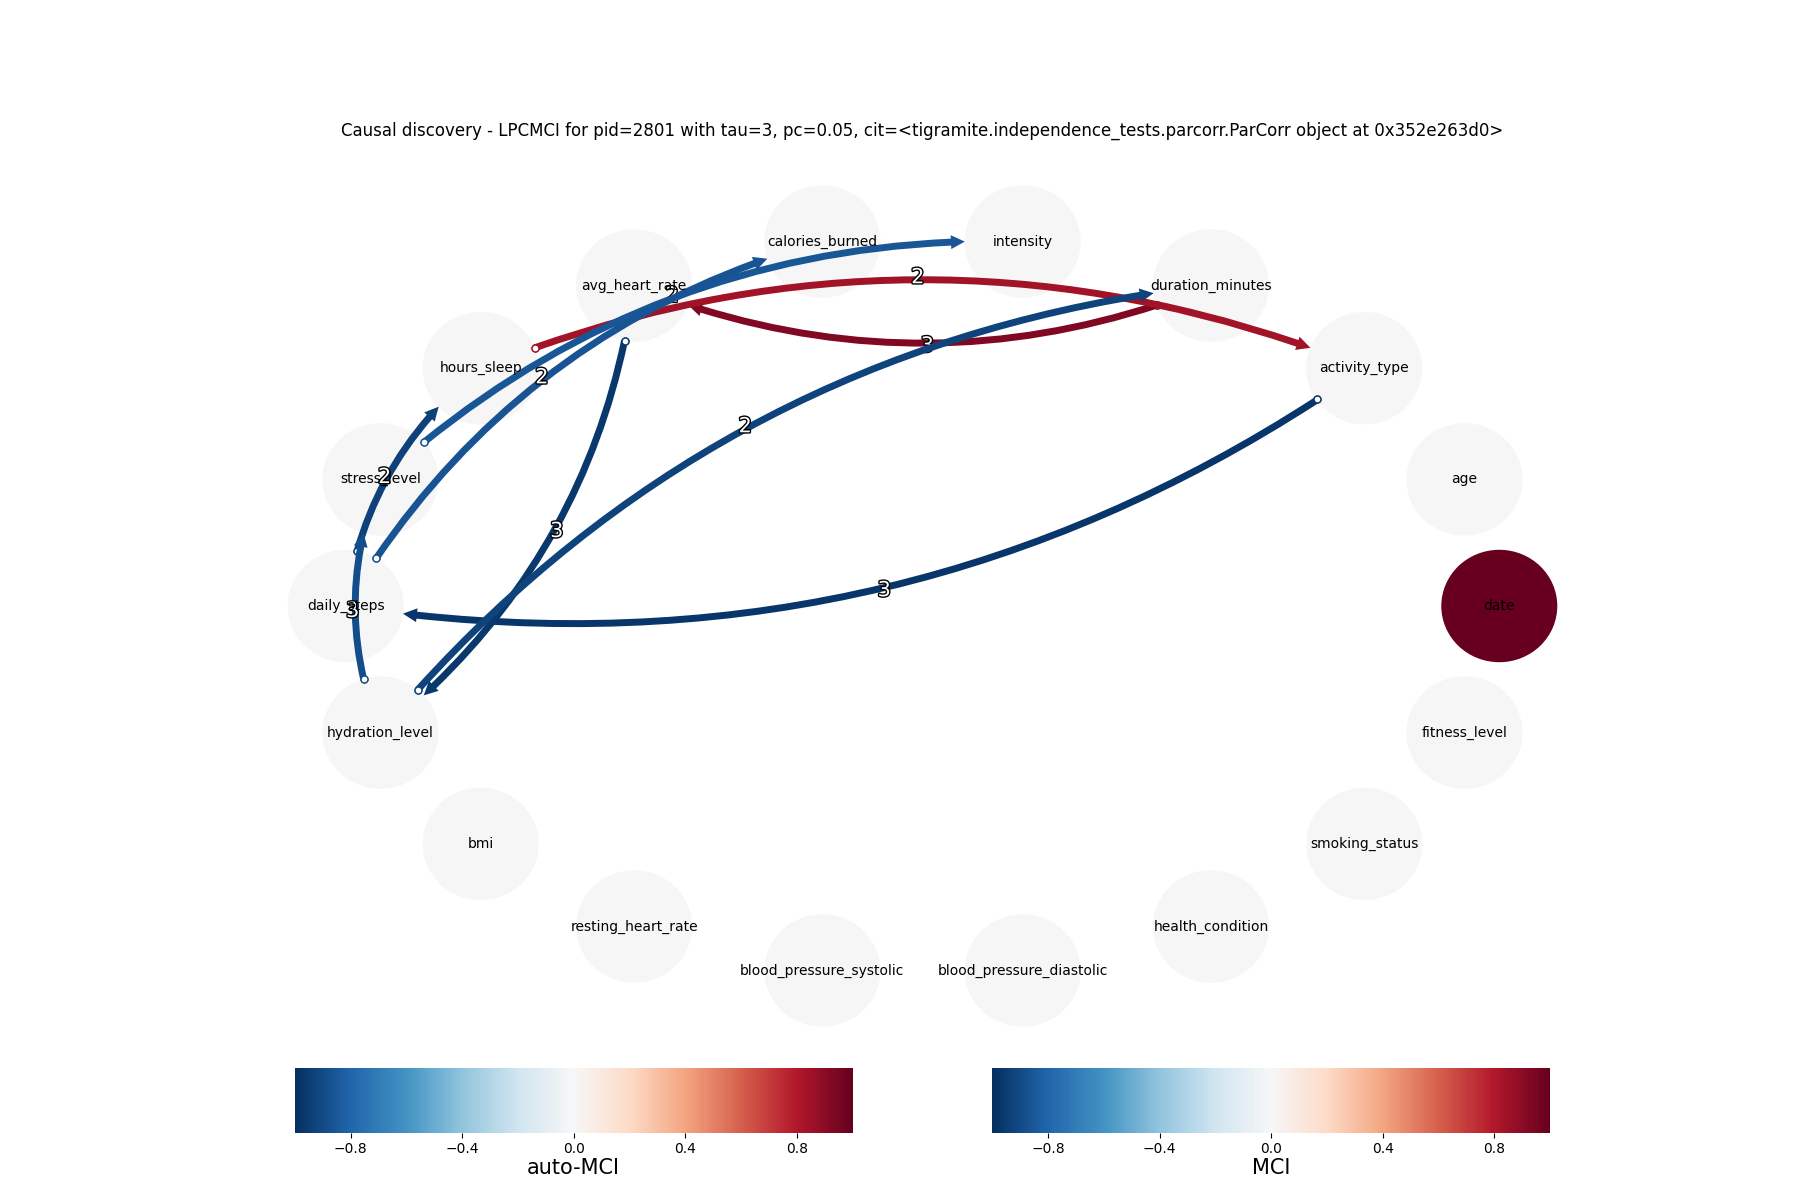 Causal discovery - LPCMCI for pid=2801 with tau=3, pc=0.05, cit=<tigramite.independence_tests.parcorr.ParCorr object at 0x352e263d0>
calories_burned
intensity
avg_heart_rate
duration_minutes
2
2
3
hours_sleep
activity_type
2
2
stress_level
2
age
3
3
daily_steps
3
date
hydration_level
fitness_level
bmi
smoking_status
resting_heart_rate
health_condition
blood_pressure_systolic
blood_pressure_diastolic
−0.8 −0.4 0.0 0.4 0.8
auto-MCI
−0.8 −0.4 0.0 0.4 0.8
MCI